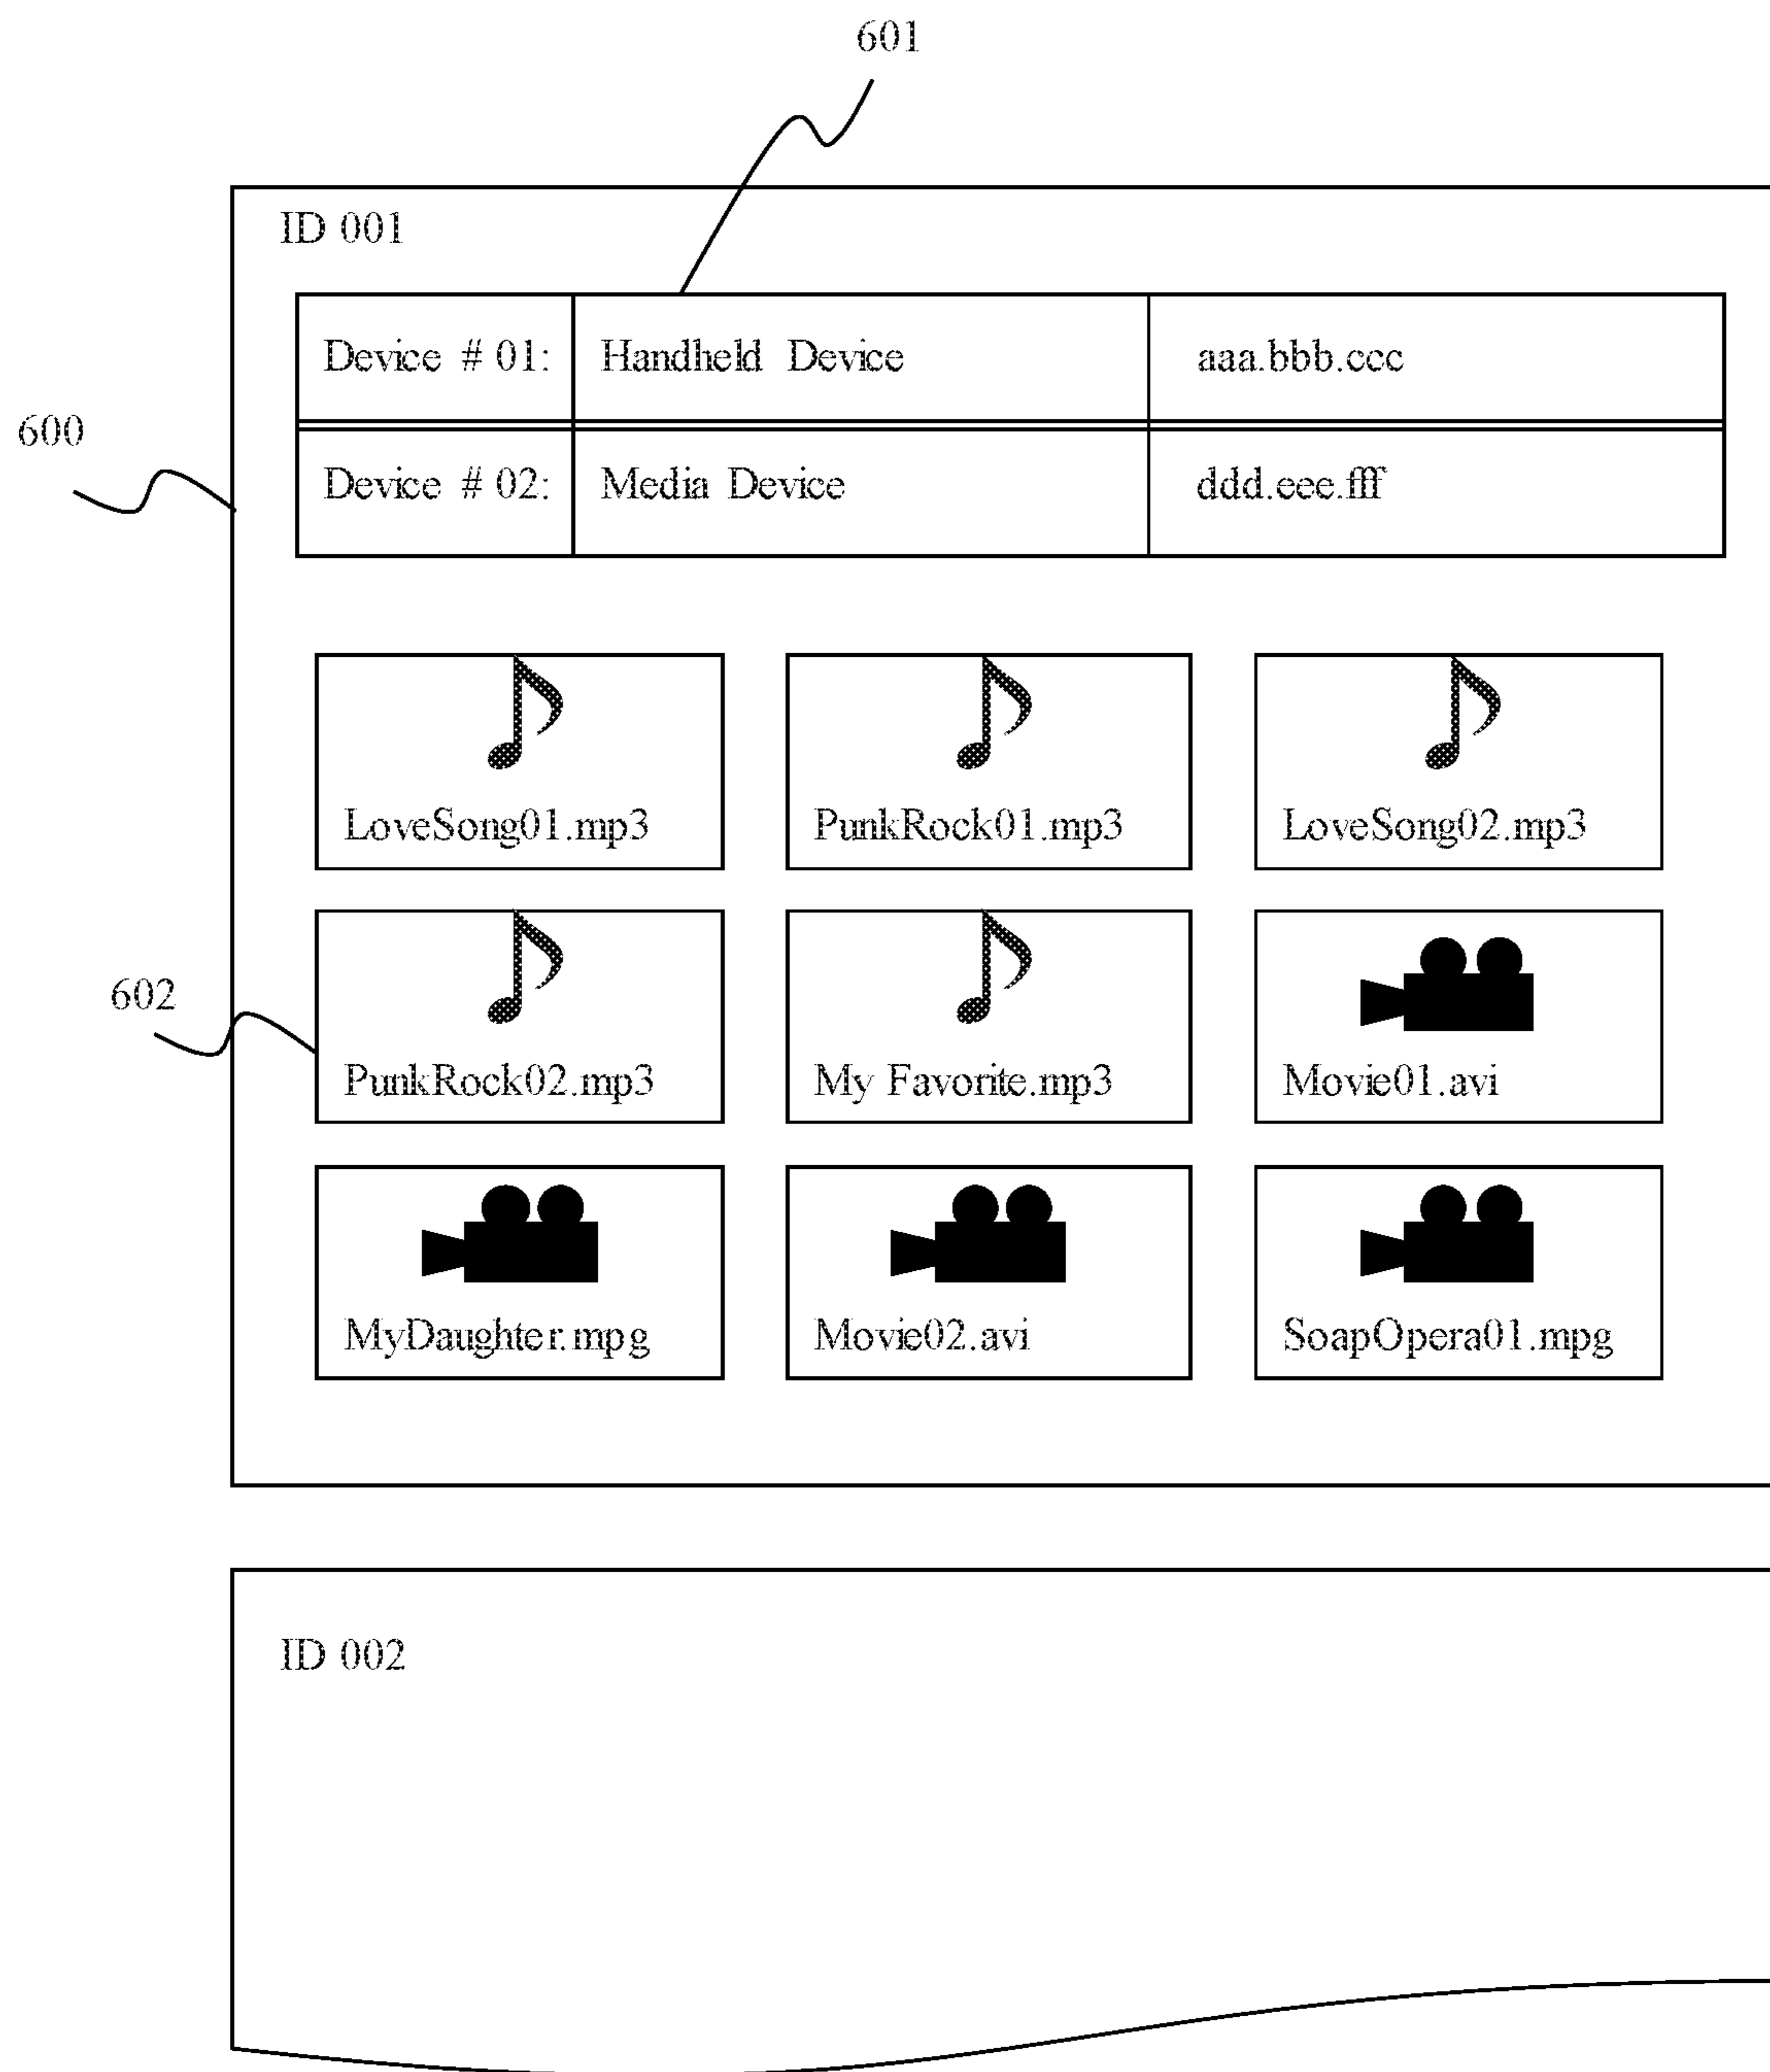 601
ID 001
Device # 01: Handheld Device aaa.bbb.ccc
600
Device # 02: Media Device ddd.eee.fff
LoveSong01.mp3 PunkRock01.mp3 LoveSong02.mp3
602
PunkRock02.mp3 My Favorite.mp3 Movie01.avi
MyDaughter.mpg Movie02.avi SoapOpera01.mpg
ID 002